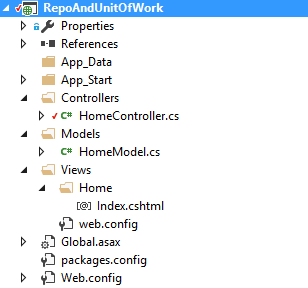 RepoAndUnitOfWork
Properties
References
App_Data
App_Start
Controllers
C# HomeController.cs
Models
C# HomeModel.cs
Views
Home
[@] Index.cshtml
web.config
Global.asax
packages.config
Web.config